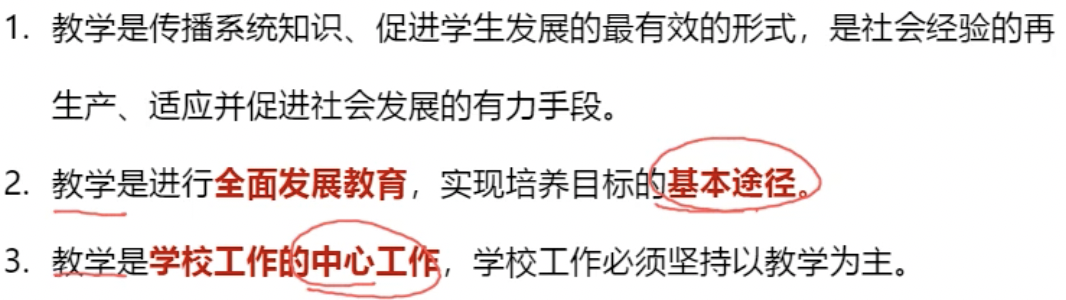 1. 教学是传播系统知识、促进学生发展的最有效的形式，是社会经验的再
生产、适应并促进社会发展的有力手段。
2. 教学是进行全面发展教育，实现培养目标的基本途径。
3. 教学是学校工作的中心工作，学校工作必须坚持以教学为主。